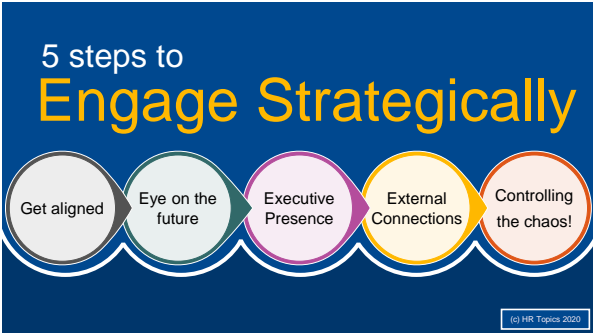 5 steps to
Engage Strategically
Get aligned
Eye on the
future
Executive
Presence
External
Connections
Controlling
the chaos!
(c) HR Topics 2020